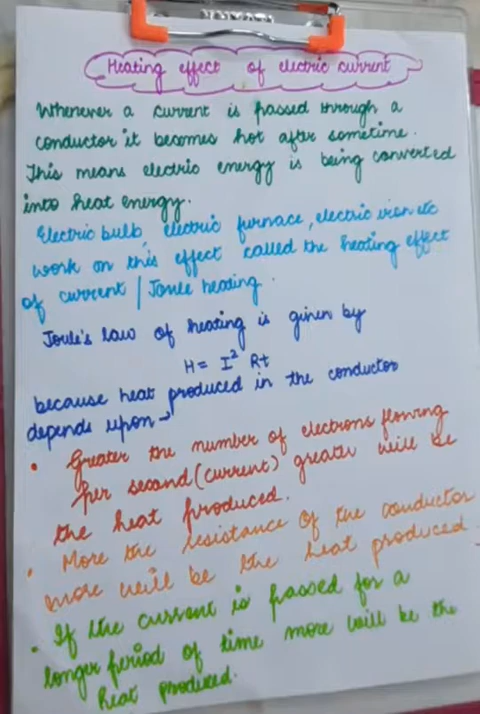 Heating effect of electric current
Whenever a current is passed through a
conductor it becomes hot after sometime.
This means electric energy is being converted
into heat energy.
Electric bulb, electric furnace, electric iron etc
work on this effect called the heating effect
of current / Joule heating.
Joule's law of heating is given by
H = I² Rt
because heat produced in the conductor
depends upon →
• Greater the number of electrons flowing
per second (current) greater will be
the heat produced.
• More the resistance of the conductor
more will be the heat produced.
• If the current is passed for a
longer period of time more will be the
heat produced.